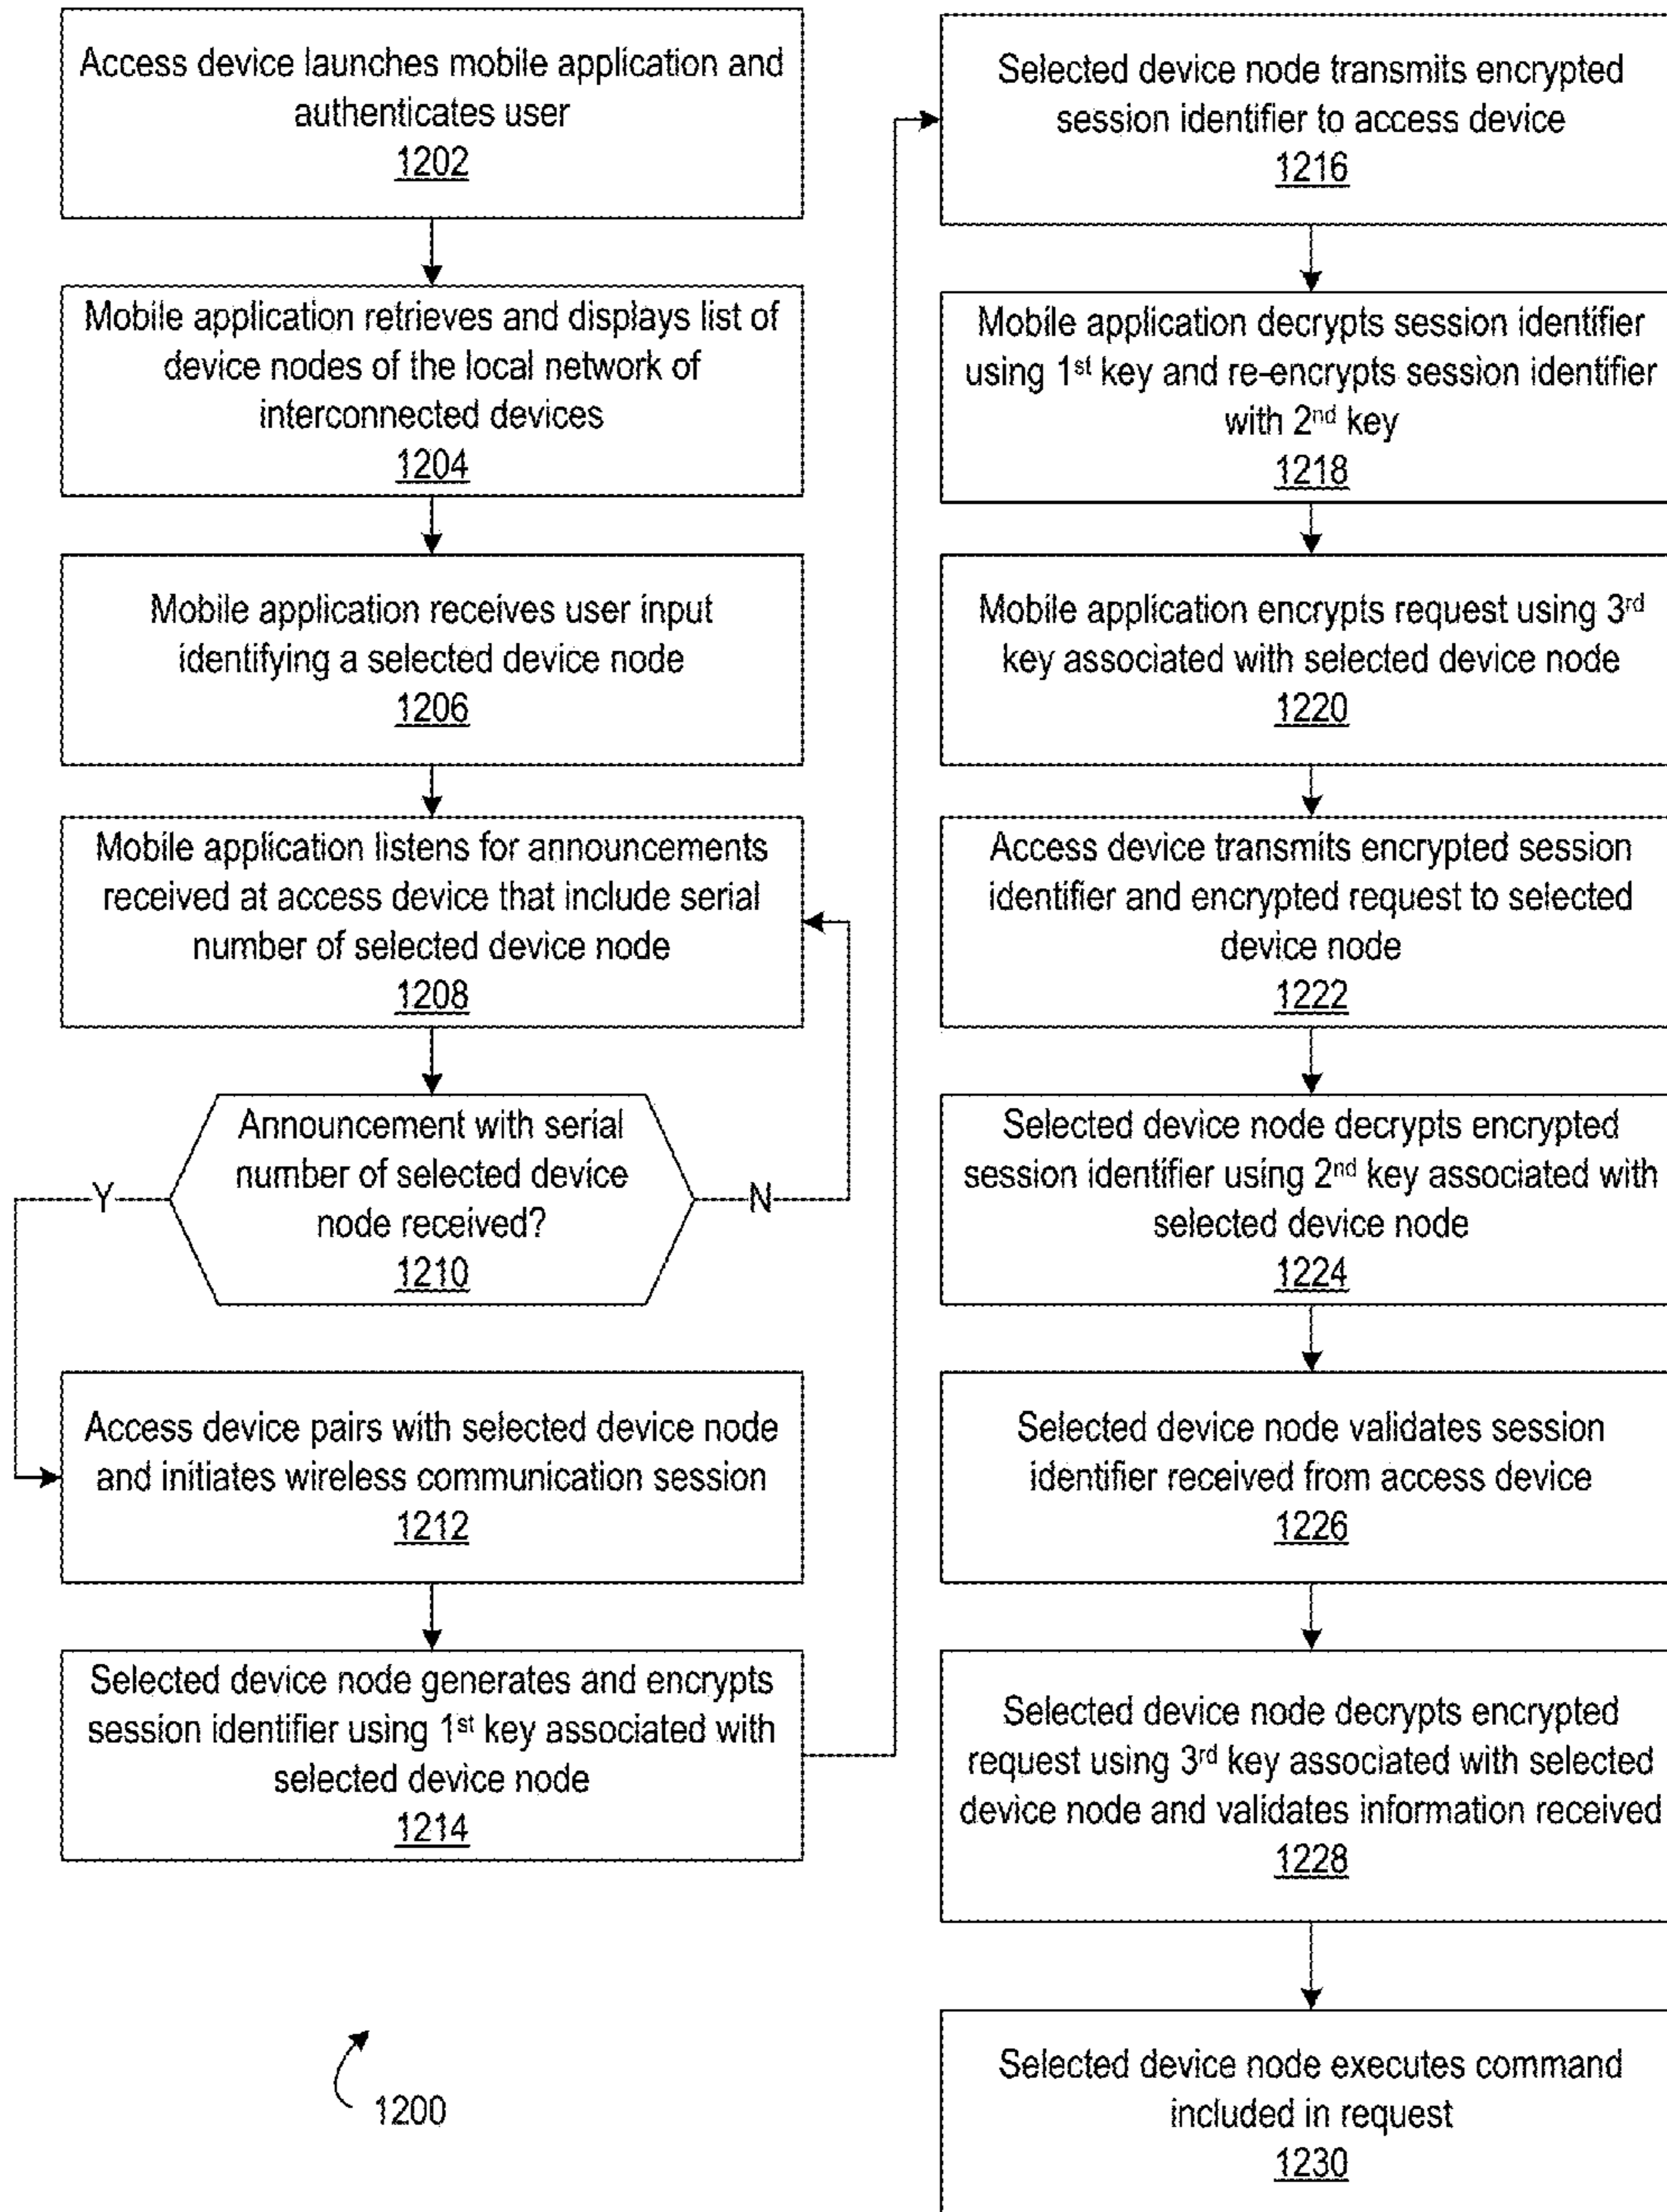 Access device launches mobile application and
authenticates user
1202
Mobile application retrieves and displays list of
device nodes of the local network of
interconnected devices
1204
Mobile application receives user input
identifying a selected device node
1206
Mobile application listens for announcements
received at access device that include serial
number of selected device node
1208
Announcement with serial
number of selected device
node received?
1210
Y
N
Access device pairs with selected device node
and initiates wireless communication session
1212
Selected device node generates and encrypts
session identifier using 1st key associated with
selected device node
1214
1200
Selected device node transmits encrypted
session identifier to access device
1216
Mobile application decrypts session identifier
using 1st key and re-encrypts session identifier
with 2nd key
1218
Mobile application encrypts request using 3rd
key associated with selected device node
1220
Access device transmits encrypted session
identifier and encrypted request to selected
device node
1222
Selected device node decrypts encrypted
session identifier using 2nd key associated with
selected device node
1224
Selected device node validates session
identifier received from access device
1226
Selected device node decrypts encrypted
request using 3rd key associated with selected
device node and validates information received
1228
Selected device node executes command
included in request
1230